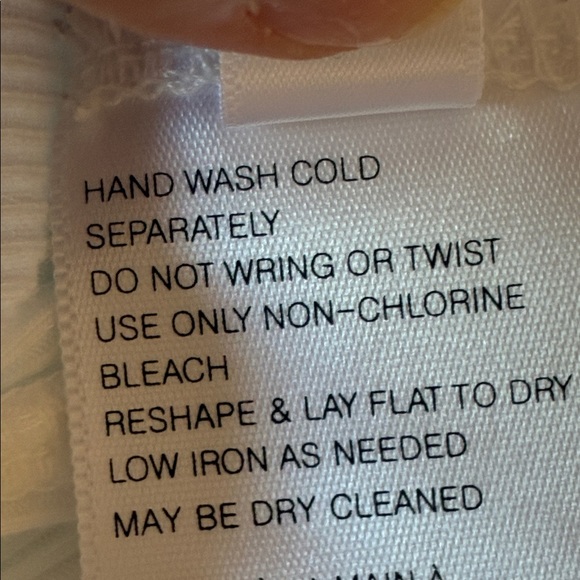 HAND WASH COLD
SEPARATELY
DO NOT WRING OR TWIST
USE ONLY NON-CHLORINE
BLEACH
RESHAPE & LAY FLAT TO DRY
LOW IRON AS NEEDED
MAY BE DRY CLEANED
MAIN À